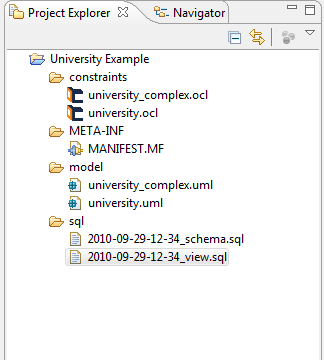 Project Explorer Navigator
University Example
constraints
university_complex.ocl
university.ocl
META-INF
MANIFEST.MF
model
university_complex.uml
university.uml
sql
2010-09-29-12-34_schema.sql
2010-09-29-12-34_view.sql